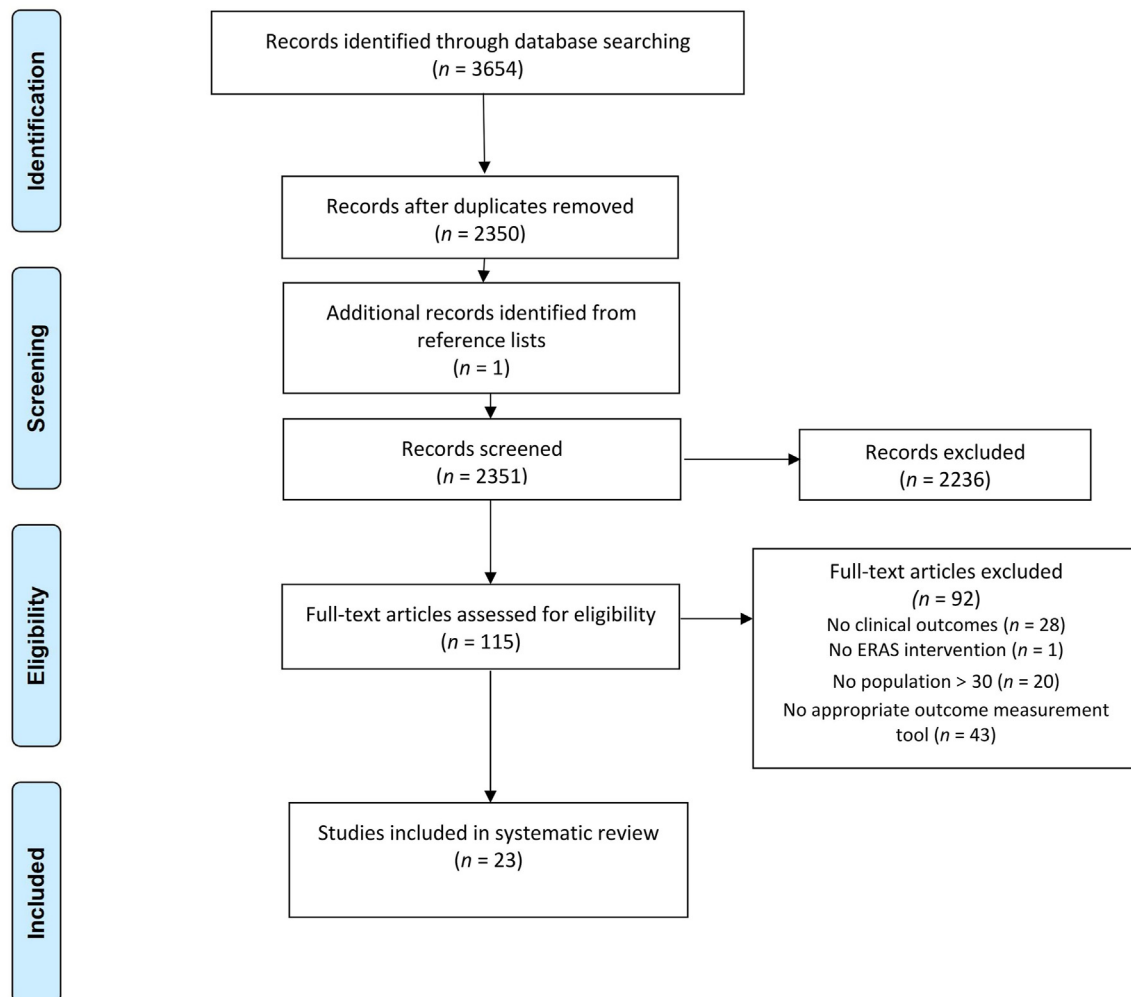 Identification
Records identified through database searching
(n = 3654)
Records after duplicates removed
(n = 2350)
Screening
Additional records identified from
reference lists
(n = 1)
Records screened
(n = 2351)
Records excluded
(n = 2236)
Eligibility
Full-text articles assessed for eligibility
(n = 115)
Full-text articles excluded
(n = 92)
No clinical outcomes (n = 28)
No ERAS intervention (n = 1)
No population > 30 (n = 20)
No appropriate outcome measurement
tool (n = 43)
Included
Studies included in systematic review
(n = 23)